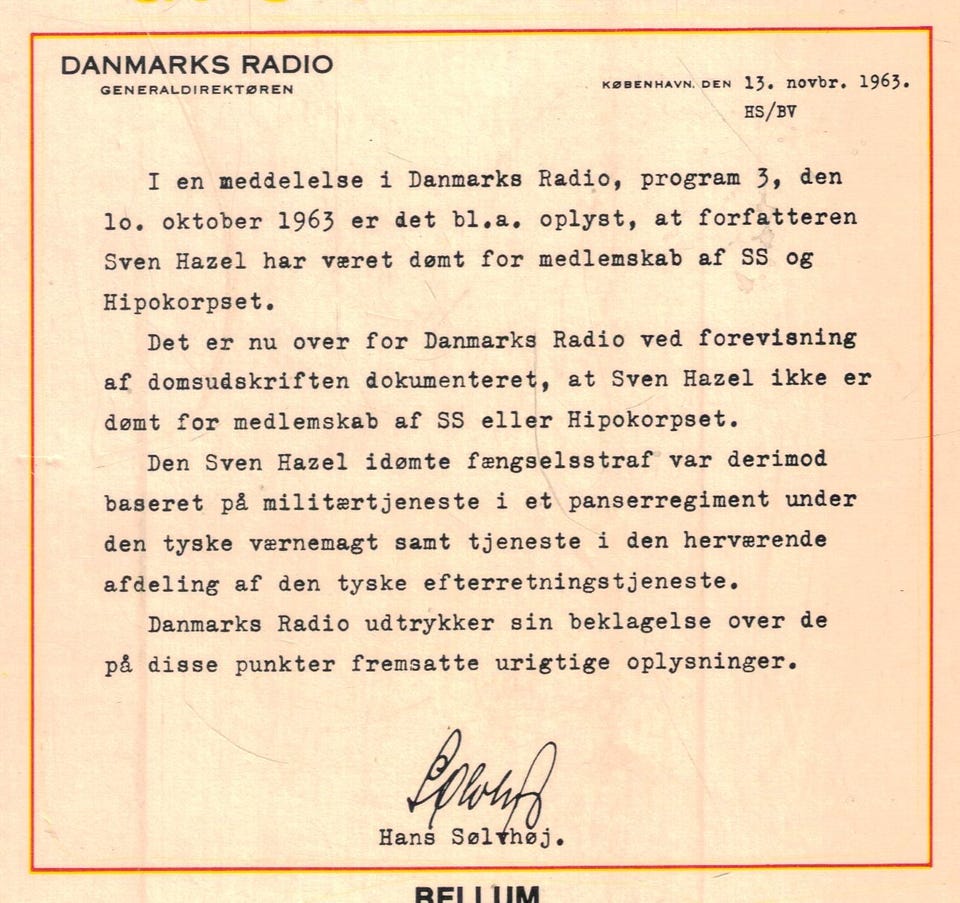 DANMARKS RADIO
GENERALDIREKTØREN
KØBENHAVN, DEN 13. novbr. 1963.
HS/BV
I en meddelelse i Danmarks Radio, program 3, den
lo. oktober 1963 er det bl.a. oplyst, at forfatteren
Sven Hazel har været dømt for medlemskab af SS og
Hipokorpset.
Det er nu over for Danmarks Radio ved forevisning
af domsudskriften dokumenteret, at Sven Hazel ikke er
dømt for medlemskab af SS eller Hipokorpset.
Den Sven Hazel idømte fængselsstraf var derimod
baseret på militærtjeneste i et panserregiment under
den tyske værnemagt samt tjeneste i den herværende
afdeling af den tyske efterretningstjeneste.
Danmarks Radio udtrykker sin beklagelse over de
på disse punkter fremsatte urigtige oplysninger.
Hans Sølvhøj.
BELLUM